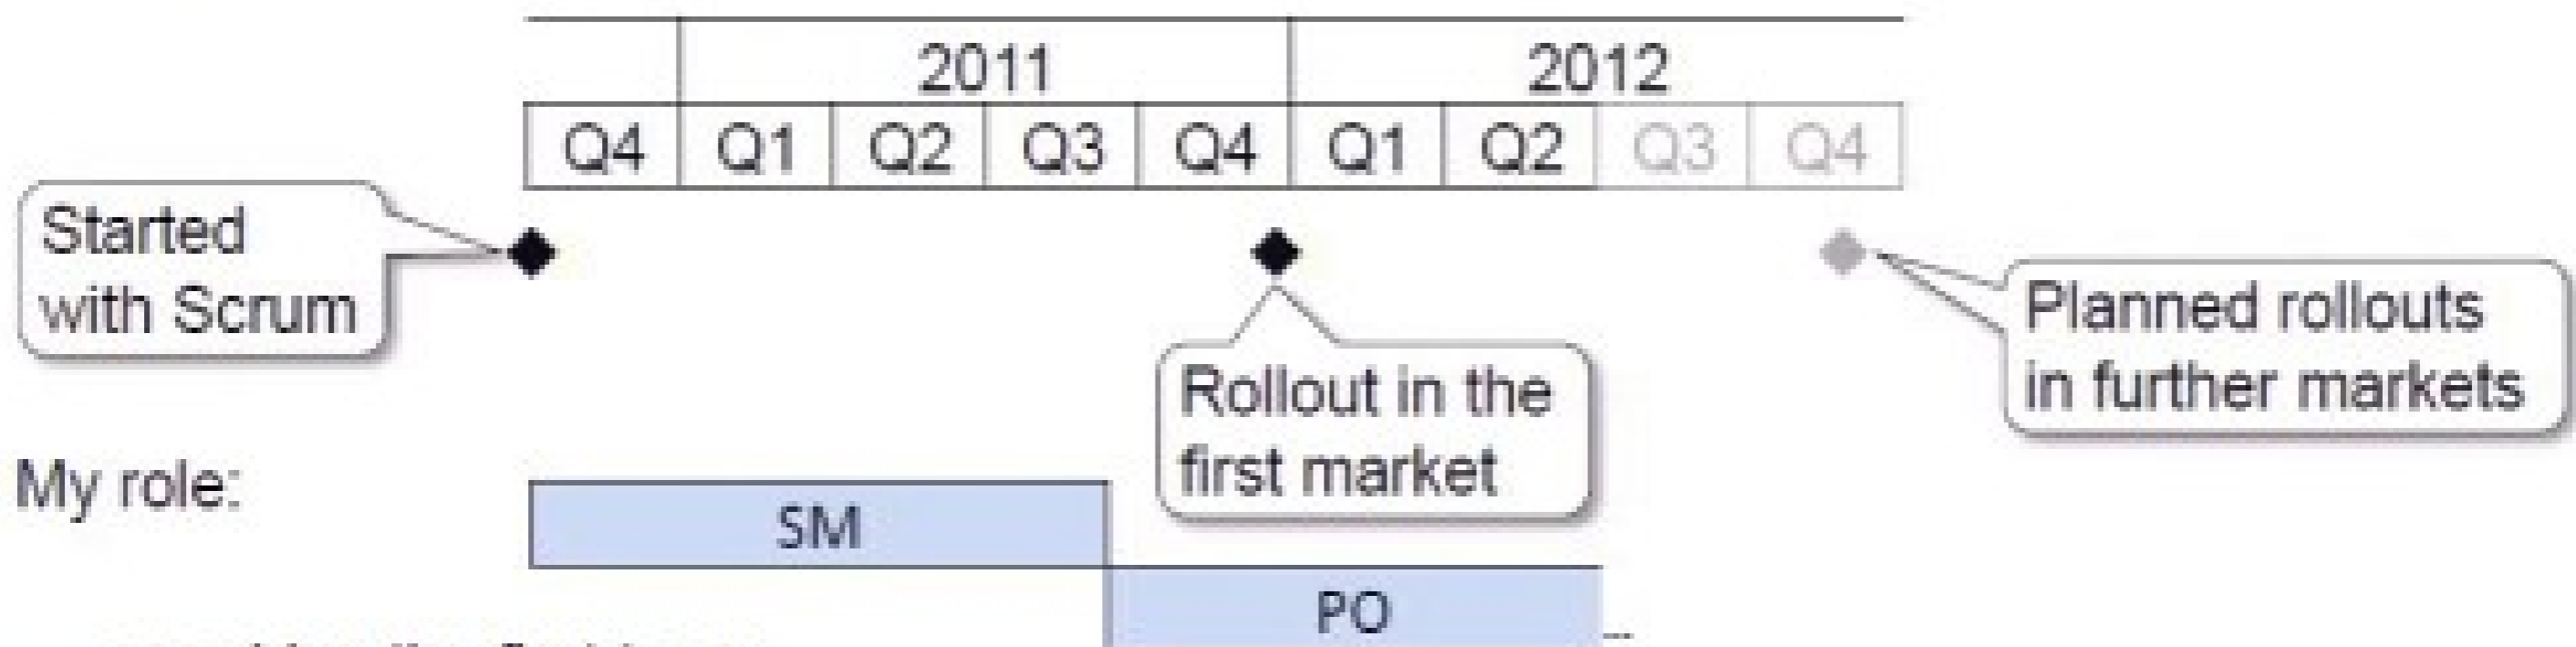 2011 2012
Q4 Q1 Q2 Q3 Q4 Q1 Q2 Q3 Q4
Started
with Scrum
Rollout in the
first market
Planned rollouts
in further markets
My role:
SM
PO
...